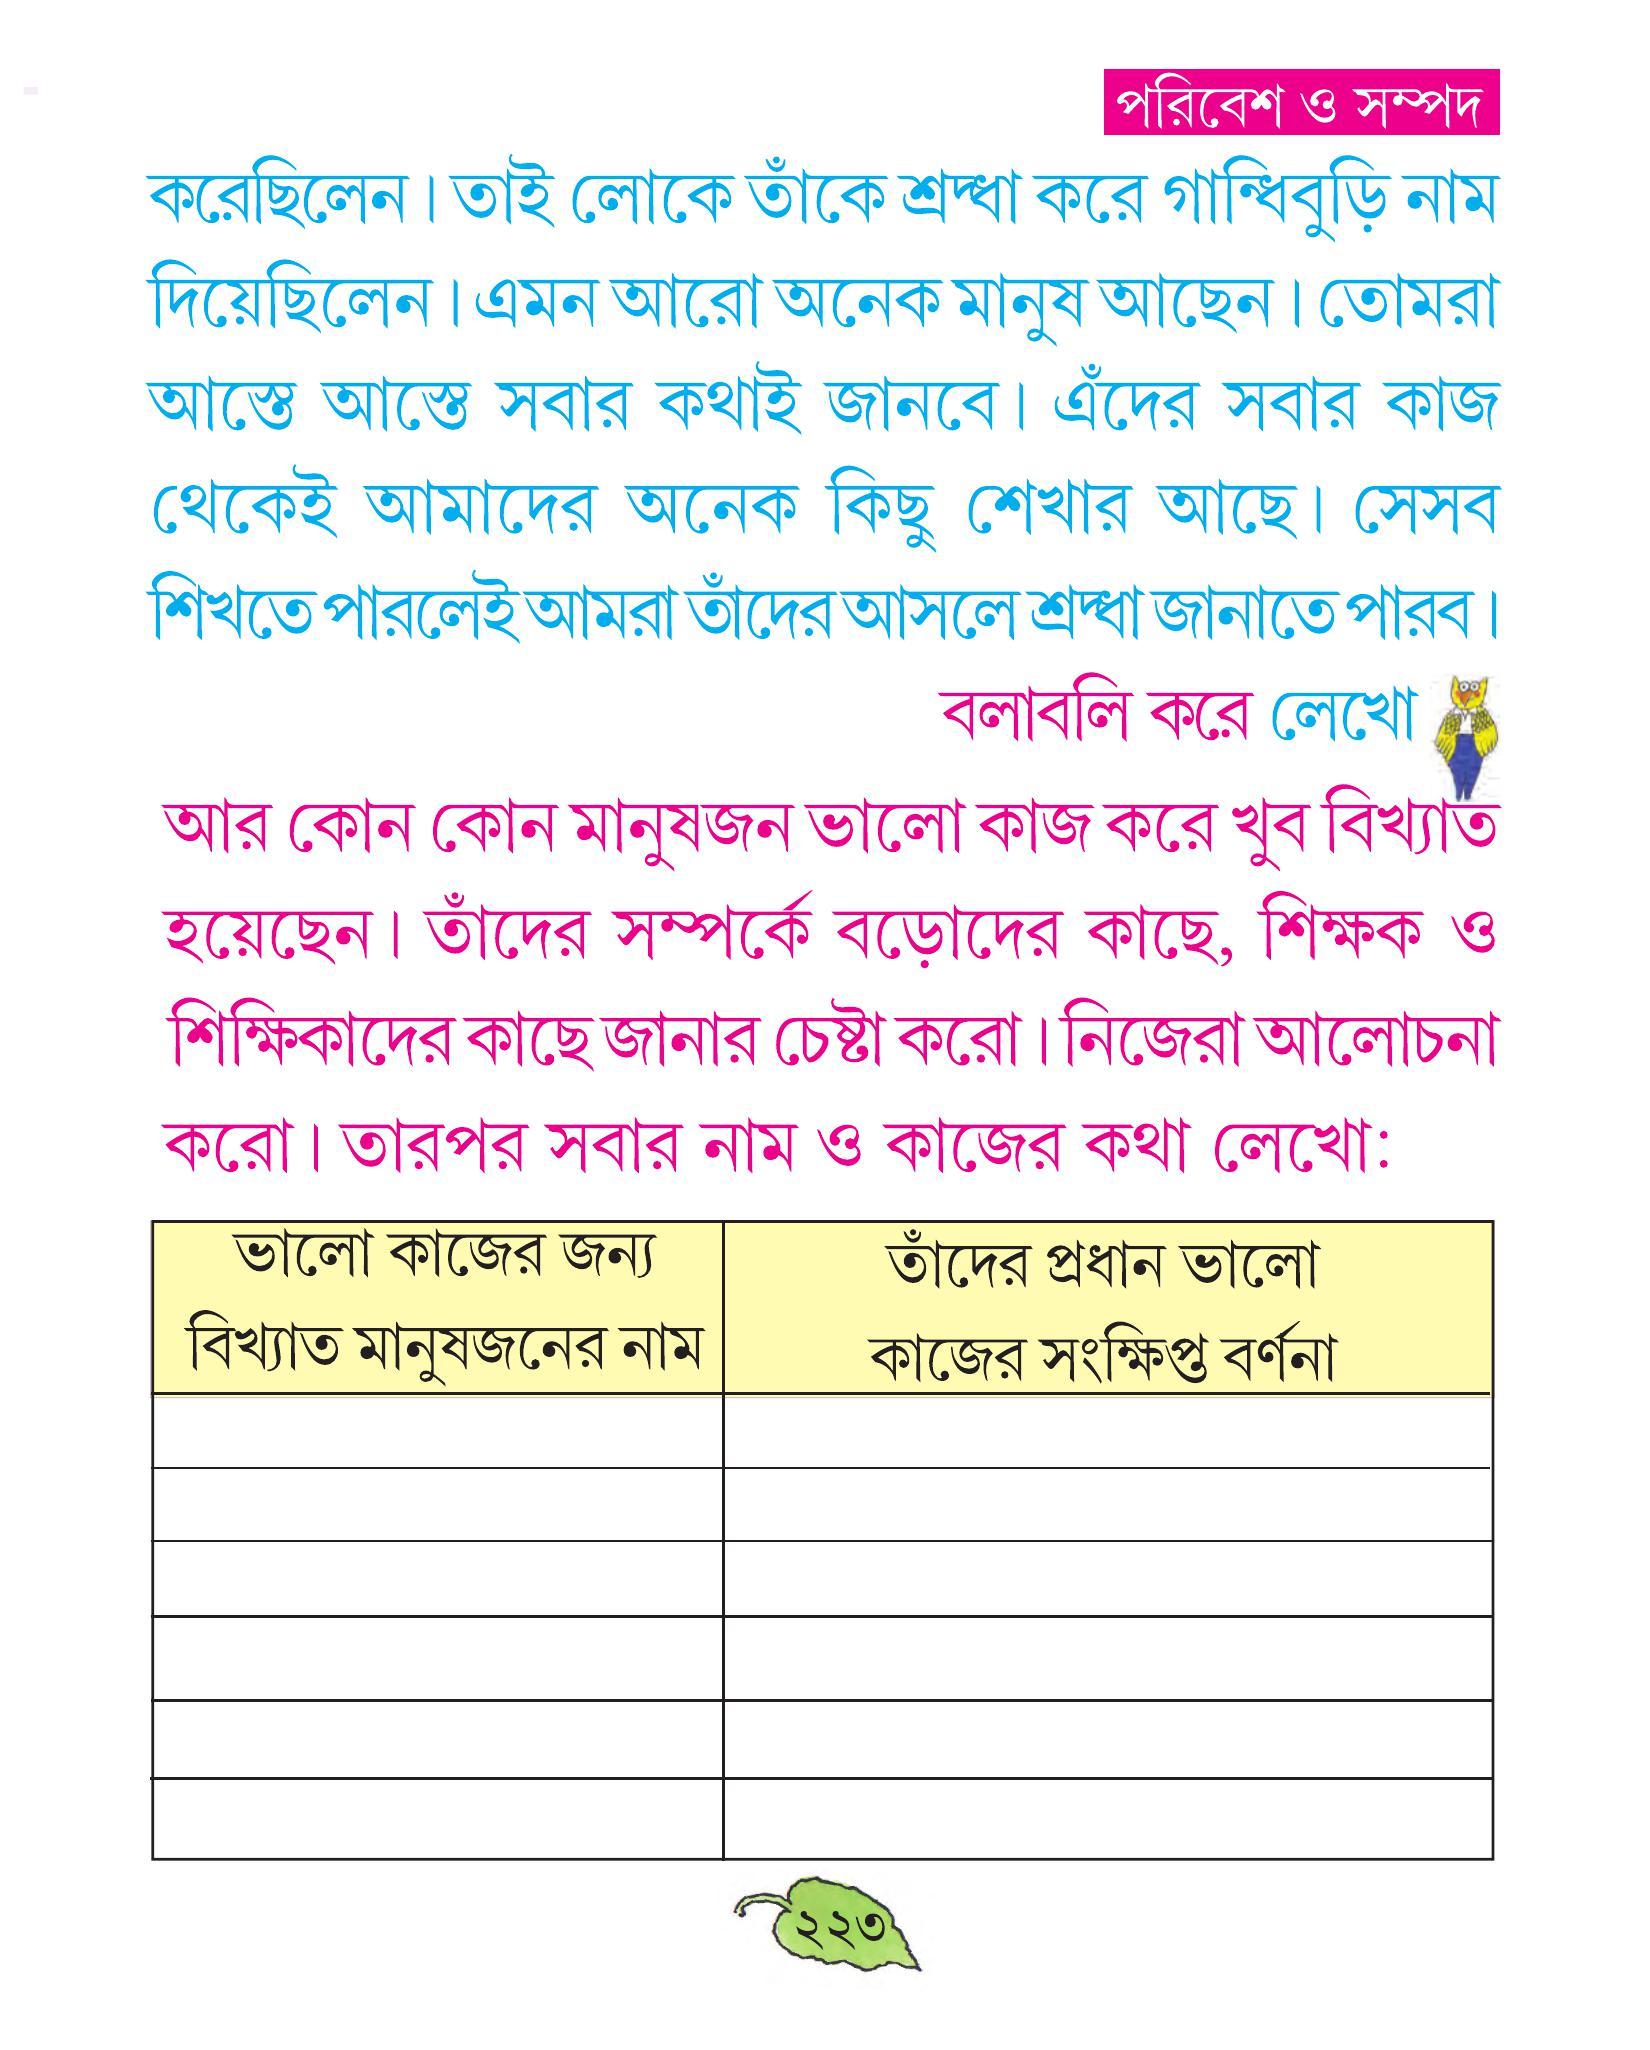 পরিবেশ ও সম্পদ
করেছিলেন। তাই লোকে তাঁকে শ্রদ্ধা করে গান্ধিবুড়ি নাম
দিয়েছিলেন। এমন আরো অনেক মানুষ আছেন। তোমরা
আস্তে আস্তে সবার কথাই জানবে। এঁদের সবার কাজ
থেকেই আমাদের অনেক কিছু শেখার আছে। সেসব
শিখতে পারলেই আমরা তাঁদের আসলে শ্রদ্ধা জানাতে পারব।
বলাবলি করে লেখো
আর কোন কোন মানুষজন ভালো কাজ করে খুব বিখ্যাত
হয়েছেন। তাঁদের সম্পর্কে বড়োদের কাছে, শিক্ষক ও
শিক্ষিকাদের কাছে জানার চেষ্টা করো। নিজেরা আলোচনা
করো। তারপর সবার নাম ও কাজের কথা লেখো:
ভালো কাজের জন্য
বিখ্যাত মানুষজনের নাম
তাঁদের প্রধান ভালো
কাজের সংক্ষিপ্ত বর্ণনা
২২৩